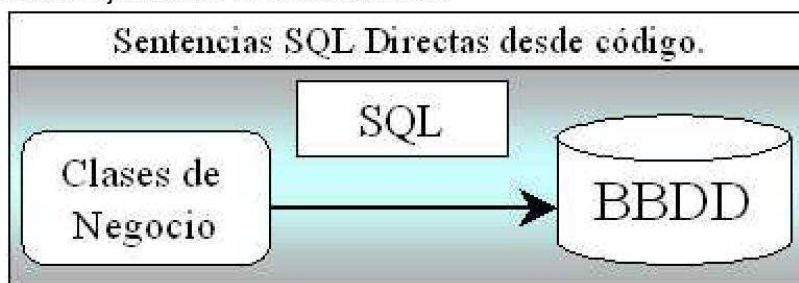 Sentencias SQL Directas desde código.
SQL
Clases de
Negocio
BBDD